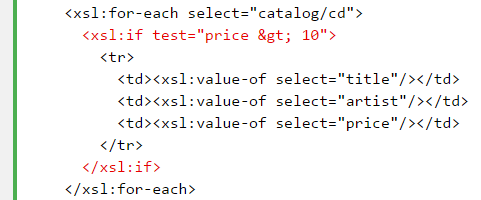 <xsl:for-each select="catalog/cd">
<xsl:if test="price &gt; 10">
<tr>
<td><xsl:value-of select="title"/></td>
<td><xsl:value-of select="artist"/></td>
<td><xsl:value-of select="price"/></td>
</tr>
</xsl:if>
</xsl:for-each>